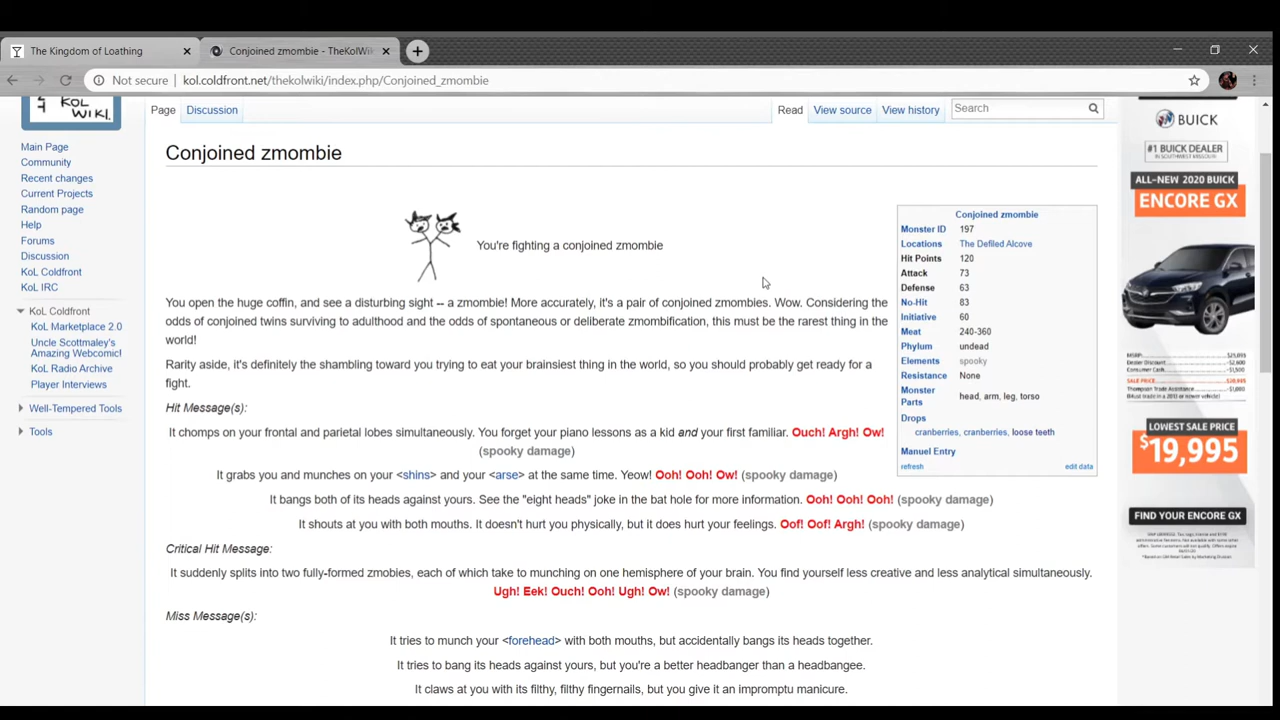 The Kingdom of Loathing
Conjoined zmombie - TheKolWik
Not secure | kol.coldfront.net/thekolwiki/index.php/Conjoined_zmombie
KOL
WIKI.
Main Page
Community
Recent changes
Current Projects
Random page
Help
Forums
Discussion
KoL Coldfront
KoL IRC
KoL Coldfront
KoL Marketplace 2.0
Uncle Scottmaley's
Amazing Webcomic!
KoL Radio Archive
Player Interviews
Well-Tempered Tools
Tools
Page Discussion Read View source View history Search
Conjoined zmombie
You're fighting a conjoined zmombie
You open the huge coffin, and see a disturbing sight -- a zmombie! More accurately, it's a pair of conjoined zmombies. Wow. Considering the
odds of conjoined twins surviving to adulthood and the odds of spontaneous or deliberate zmombification, this must be the rarest thing in the
world!
Rarity aside, it's definitely the shambling toward you trying to eat your brainsiest thing in the world, so you should probably get ready for a
fight.
Hit Message(s):
It chomps on your frontal and parietal lobes simultaneously. You forget your piano lessons as a kid and your first familiar. Ouch! Argh! Ow!
(spooky damage)
It grabs you and munches on your <shins> and your <arse> at the same time. Yeow! Ooh! Ooh! Ow! (spooky damage)
It bangs both of its heads against yours. See the "eight heads" joke in the bat hole for more information. Ooh! Ooh! Ooh! (spooky damage)
It shouts at you with both mouths. It doesn't hurt you physically, but it does hurt your feelings. Oof! Oof! Argh! (spooky damage)
Critical Hit Message:
It suddenly splits into two fully-formed zmobies, each of which take to munching on one hemisphere of your brain. You find yourself less creative and less analytical simultaneously.
Ugh! Eek! Ouch! Ooh! Ugh! Ow! (spooky damage)
Miss Message(s):
It tries to munch your <forehead> with both mouths, but accidentally bangs its heads together.
It tries to bang its heads against yours, but you're a better headbanger than a headbangee.
It claws at you with its filthy, filthy fingernails, but you give it an impromptu manicure.
Conjoined zmombie
Monster ID 197
Locations The Defiled Alcove
Hit Points 120
Attack 73
Defense 63
No-Hit 83
Initiative 60
Meat 240-360
Phylum undead
Elements spooky
Resistance None
Monster
Parts head, arm, leg, torso
Drops
cranberries, cranberries, loose teeth
Manual Entry
refresh edit data
BUICK
#1 BUICK DEALER
IN SOUTHWEST MISSOURI
ALL-NEW 2020 BUICK
ENCORE GX
LOWEST SALE PRICE
$19,995
FIND YOUR ENCORE GX